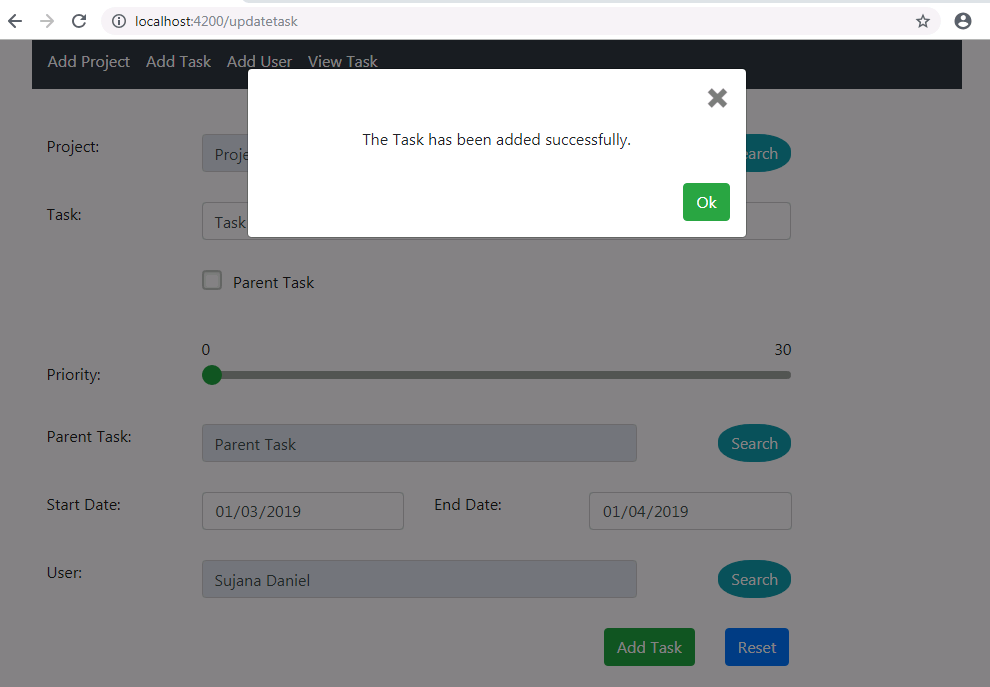 localhost:4200/updatetask
Add Project Add Task Add User View Task
The Task has been added successfully.
Ok
Project:
Task: Task
Parent Task
0 30
Priority:
Parent Task: Parent Task Search
Start Date: 01/03/2019 End Date: 01/04/2019
User: Sujana Daniel Search
Add Task Reset